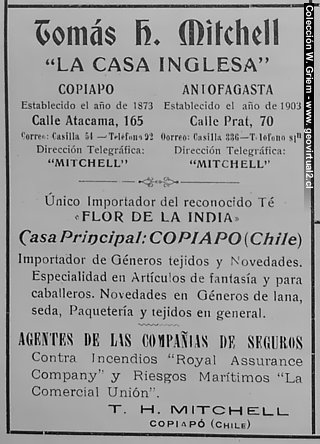 Tomás H. Mitchell
"LA CASA INGLESA"
COPIAPO
Establecido el año de 1873
Calle Atacama, 165
Correo: Casilla 54 — Teléfono 92
Dirección Telegráfica:
"MITCHELL"
ANTOFAGASTA
Establecido el año de 1903
Calle Prat, 70
Correo: Casilla 336 — Teléfono
Dirección Telegráfica:
"MITCHELL"
Único Importador del reconocido Té
«FLOR DE LA INDIA»
Casa Principal: COPIAPO (Chile)
Importador de Géneros tejidos y Novedades.
Especialidad en Artículos de fantasía y para
caballeros. Novedades en Géneros de lana,
seda, Paquetería y tejidos en general.
AGENTES DE LAS COMPAÑIAS DE SEGUROS
Contra Incendios "Royal Assurance
Company" y Riesgos Marítimos "La
Comercial Unión".
T. H. MITCHELL
COPIAPÓ (CHILE)
Colección W. Griem - www.geovirtual2.cl